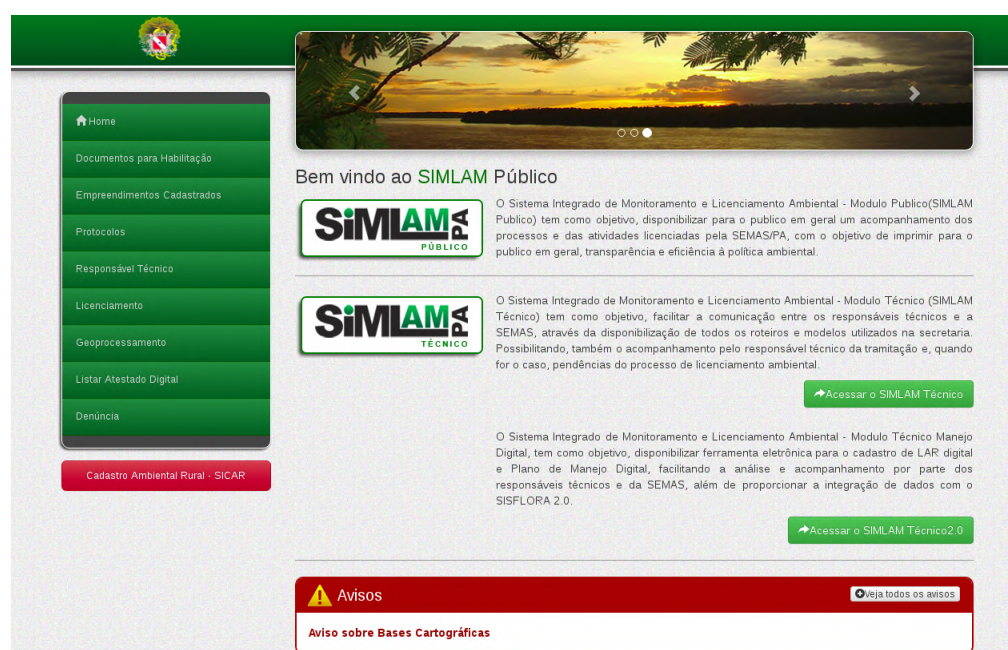 Home
Documentos para Habilitação
Empreendimentos Cadastrados
Protocolos
Responsável Técnico
Licenciamento
Geoprocessamento
Listar Atestado Digital
Denúncia
Cadastro Ambiental Rural - SICAR
Bem vindo ao SIMLAM Público
SiMLAM PA
PÚBLICO
O Sistema Integrado de Monitoramento e Licenciamento Ambiental - Modulo Publico(SIMLAM
Publico) tem como objetivo, disponibilizar para o publico em geral um acompanhamento dos
processos e das atividades licenciadas pela SEMAS/PA, com o objetivo de imprimir para o
publico em geral, transparência e eficiência à política ambiental.
SiMLAM PA
TÉCNICO
O Sistema Integrado de Monitoramento e Licenciamento Ambiental - Modulo Técnico (SIMLAM
Técnico) tem como objetivo, facilitar a comunicação entre os responsáveis técnicos e a
SEMAS, através da disponibilização de todos os roteiros e modelos utilizados na secretaria.
Possibilitando, também o acompanhamento pelo responsável técnico da tramitação e, quando
for o caso, pendências do processo de licenciamento ambiental.
Acessar o SIMLAM Técnico
O Sistema Integrado de Monitoramento e Licenciamento Ambiental - Modulo Técnico Manejo
Digital, tem como objetivo, disponibilizar ferramenta eletrônica para o cadastro de LAR digital
e Plano de Manejo Digital, facilitando a análise e acompanhamento por parte dos
responsáveis técnicos e da SEMAS, além de proporcionar a integração de dados com o
SISFLORA 2.0.
Acessar o SIMLAM Técnico2.0
Avisos
Veja todos os avisos
Aviso sobre Bases Cartográficas